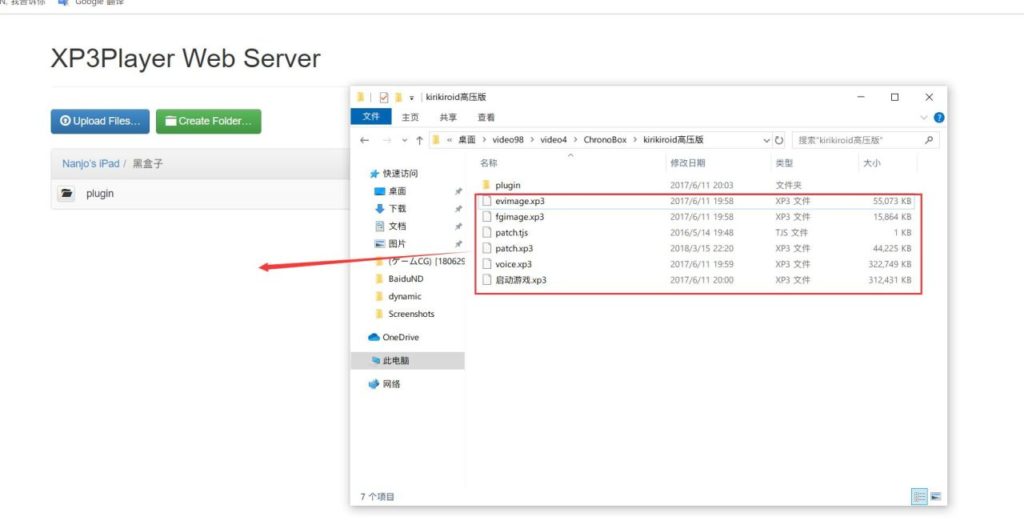 N, 我告诉你 Google 翻译
XP3Player Web Server
Upload Files…
Create Folder…
Nanjo's iPad / 黑盒子
plugin
kirikiroid高压版
文件 主页 共享 查看
« 桌面 > video98 > video4 > ChronoBox > kirikiroid高压版
搜索"kirikiroid高压版"
快速访问
桌面
下载
文档
图片
(ゲームCG) [180629
BaiduND
dynamic
Screenshots
OneDrive
此电脑
网络
名称 修改日期 类型 大小
plugin 2017/6/11 20:03 文件夹
evimage.xp3 2017/6/11 19:58 XP3 文件 55,073 KB
fgimage.xp3 2017/6/11 19:58 XP3 文件 15,864 KB
patch.tjs 2016/5/14 19:48 TJS 文件 1 KB
patch.xp3 2018/3/15 22:20 XP3 文件 44,225 KB
voice.xp3 2017/6/11 19:59 XP3 文件 322,749 KB
启动游戏.xp3 2017/6/11 20:00 XP3 文件 312,431 KB
7 个项目